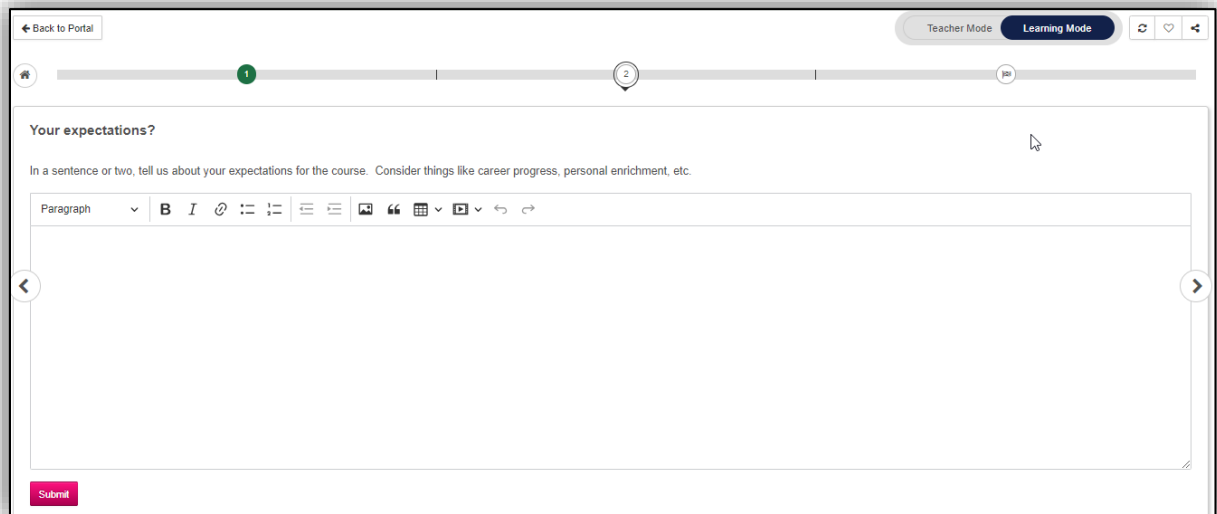 Back to Portal
Teacher Mode Learning Mode
1 2
Your expectations?
In a sentence or two, tell us about your expectations for the course. Consider things like career progress, personal enrichment, etc.
Paragraph B I
Submit